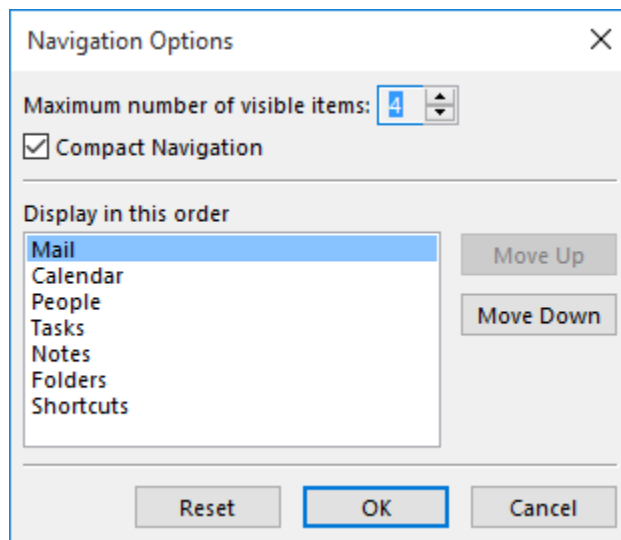 Navigation Options
Maximum number of visible items: 4
Compact Navigation
Display in this order
Mail
Calendar
People
Tasks
Notes
Folders
Shortcuts
Move Up
Move Down
Reset OK Cancel